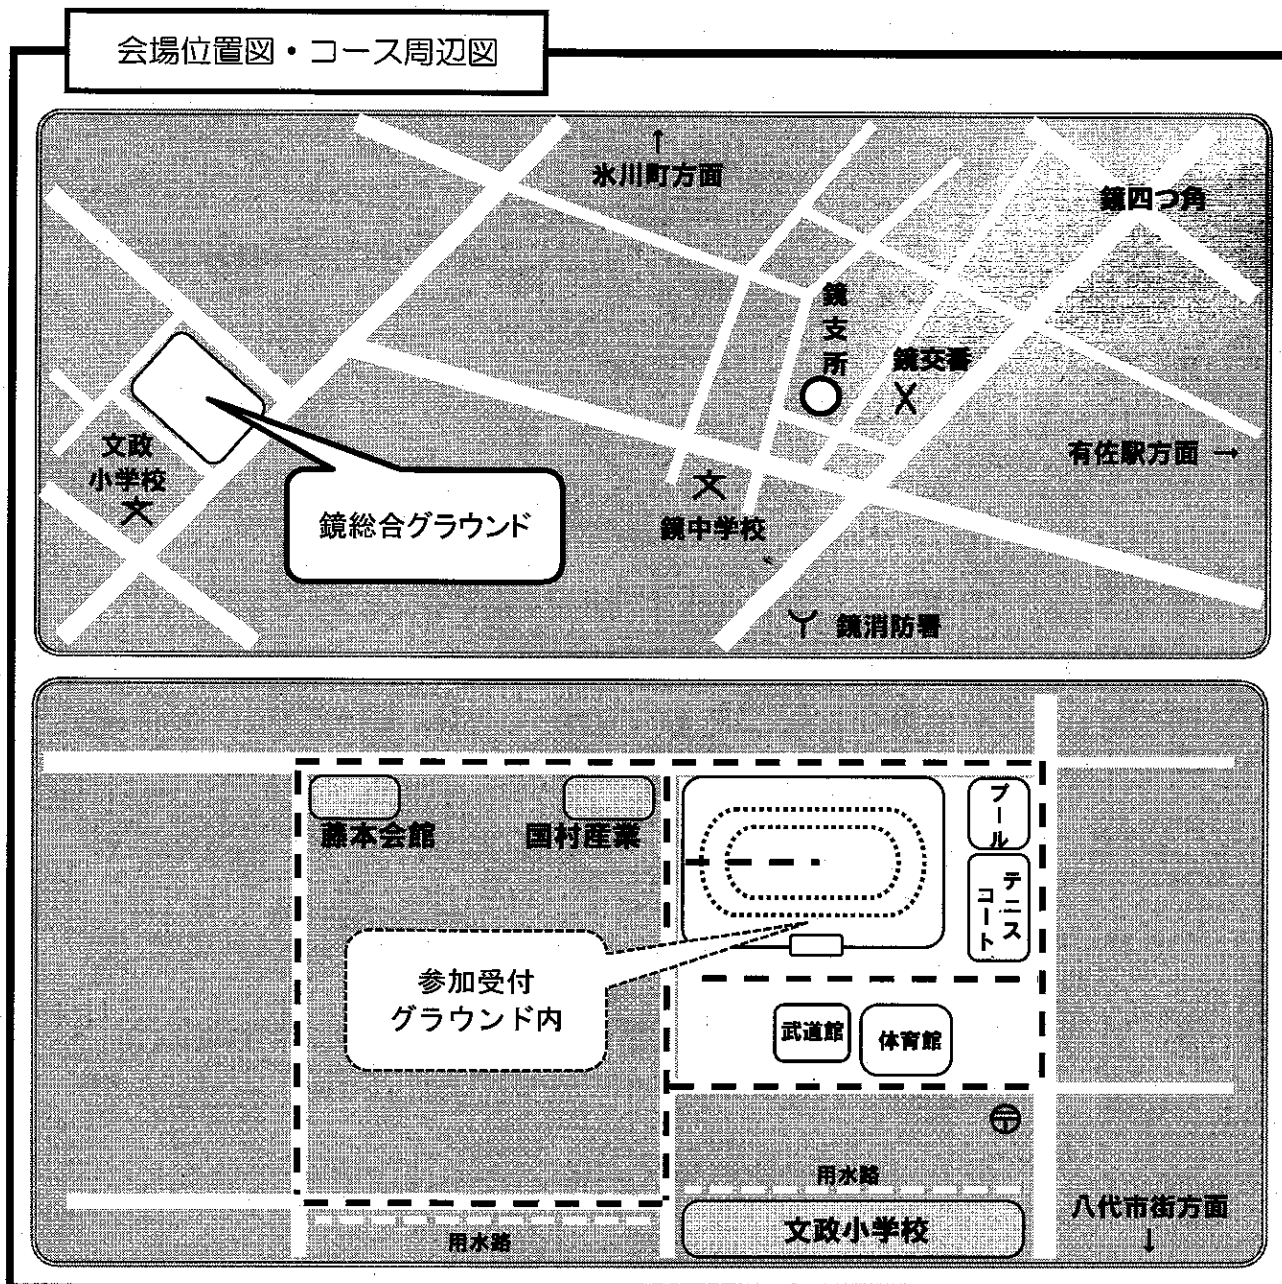 会場位置図・コース周辺図
↑
氷川町方面
鏡四つ角
鏡支所
鏡交番
有佐駅方面 →
文政
小学校
鏡総合グラウンド
鏡中学校
鏡消防署
藤本会館
国村産業
プール
テニス
コート
参加受付
グラウンド内
武道館
体育館
用水路
文政小学校
用水路
八代市街方面
↓